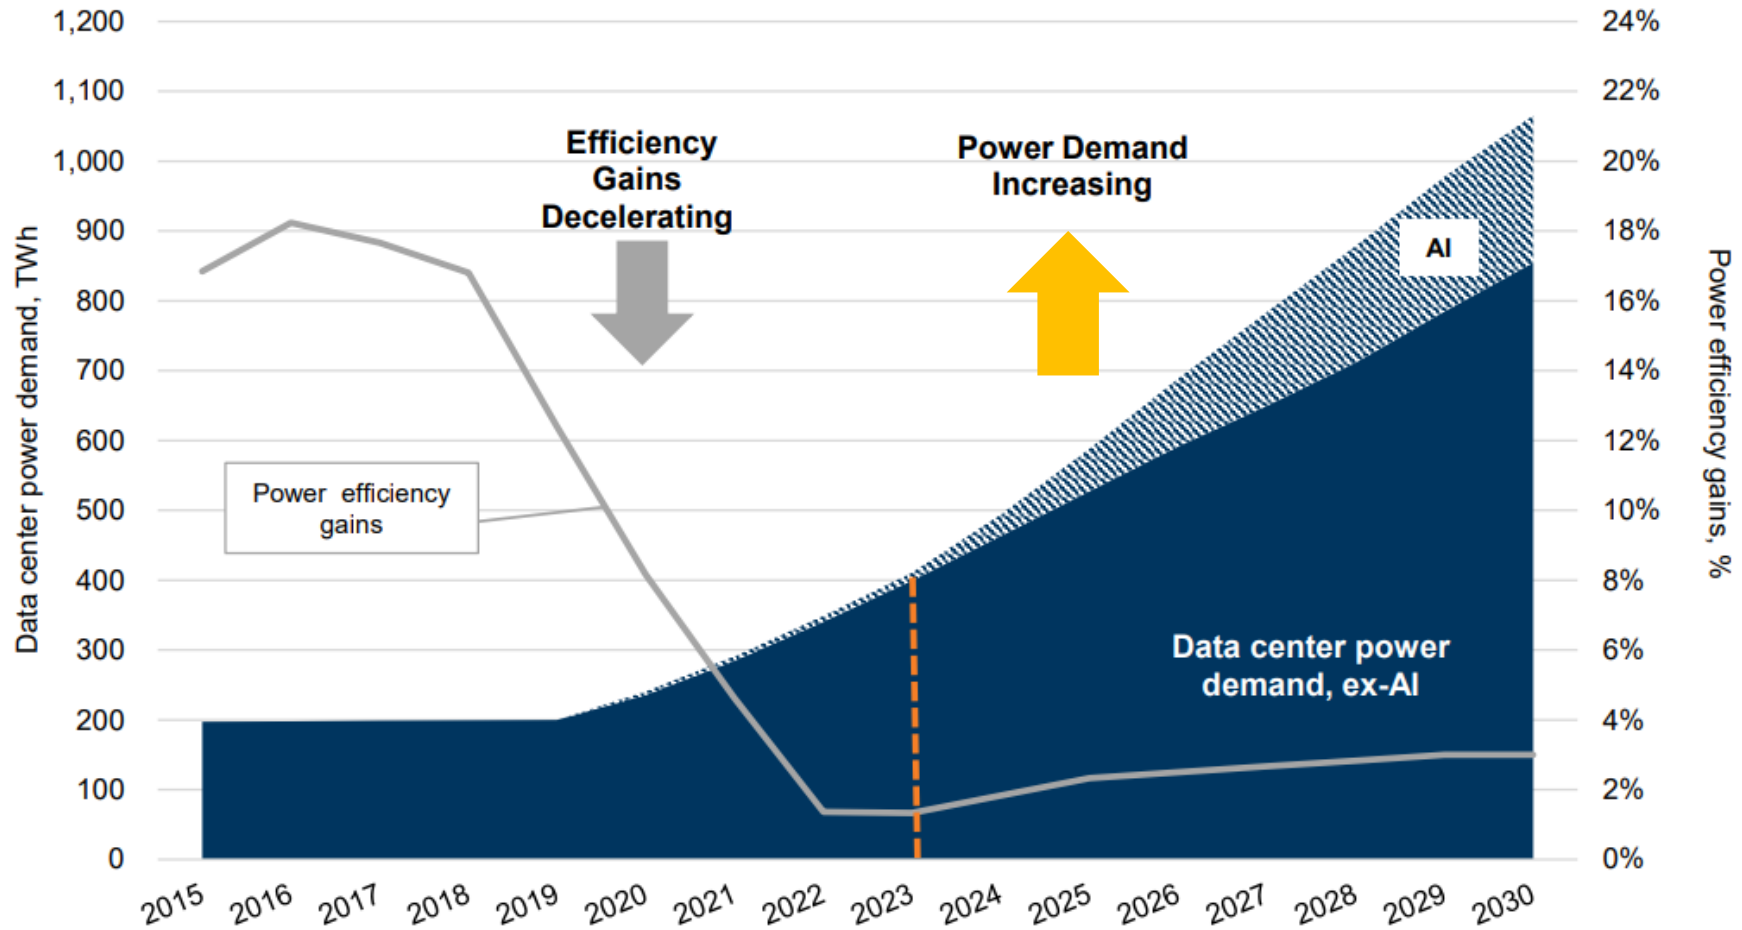 1,200
1,100
1,000
900
800
700
600
500
400
300
200
100
0
Data center power demand, TWh
24%
22%
20%
18%
16%
14%
12%
10%
8%
6%
4%
2%
0%
Power efficiency gains, %
Efficiency
Gains
Decelerating
Power Demand
Increasing
AI
Power efficiency
gains
Data center power
demand, ex-AI
2015 2016 2017 2018 2019 2020 2021 2022 2023 2024 2025 2026 2027 2028 2029 2030